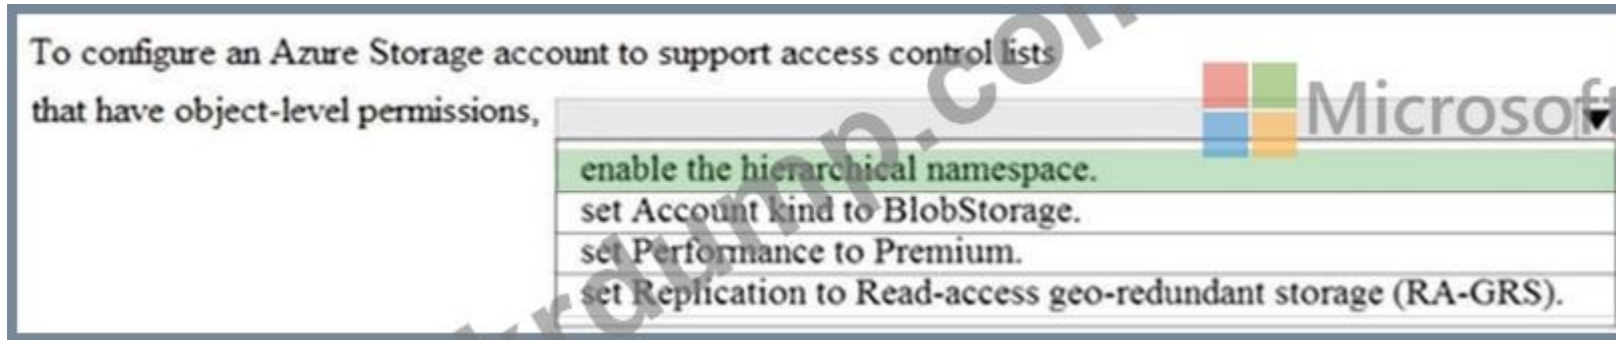 To configure an Azure Storage account to support access control lists
that have object-level permissions,
Microsoft
enable the hierarchical namespace.
set Account kind to BlobStorage.
set Performance to Premium.
set Replication to Read-access geo-redundant storage (RA-GRS).